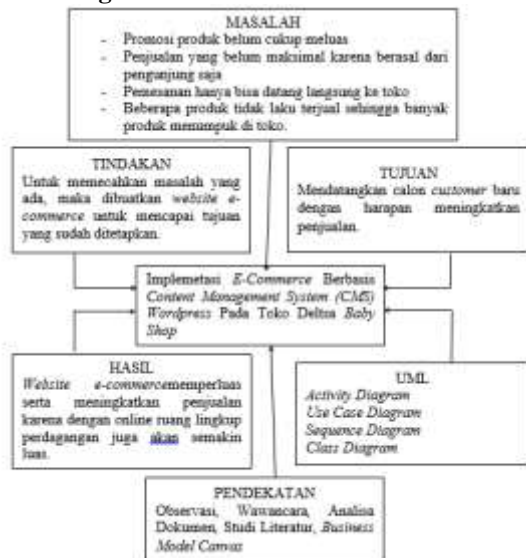 MASALAH
- Promosi produk belum cukup meluas
- Penjualan yang belum maksimal karena berasal dari
pengunjung saja
- Pemesanan hanya bisa datang langsung ke toko
- Beberapa produk tidak laku terjual sehingga banyak
produk menumpuk di toko.
TINDAKAN
Untuk memecahkan masalah yang
ada, maka dibuatkan website e-
commerce untuk mencapai tujuan
yang sudah ditetapkan.
TUJUAN
Mendatangkan calon customer baru
dengan harapan meningkatkan
penjualan.
Implemetasi E-Commerce Berbasis
Content Management System (CMS)
Wordpress Pada Toko Deltra Baby
Shop
HASIL
Website e-commercememperluas
serta meningkatkan penjualan
karena dengan online ruang lingkup
perdagangan juga akan semakin
luas.
UML
Activity Diagram
Use Case Diagram
Sequence Diagram
Class Diagram
PENDEKATAN
Observasi, Wawancara, Analisa
Dokumen, Studi Literatur, Business
Model Canvas